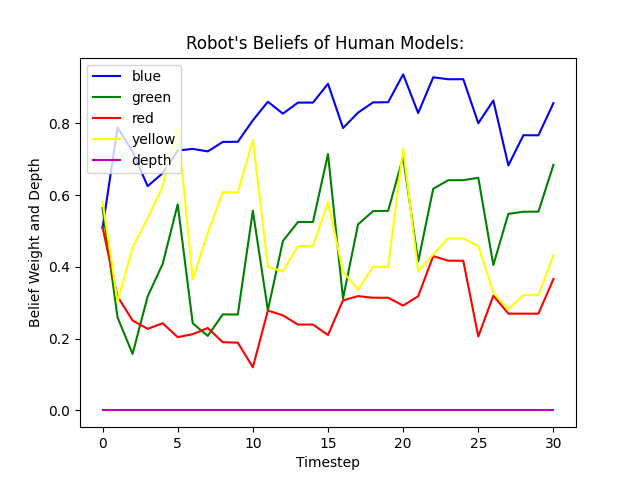 Robot's Beliefs of Human Models:
blue
green
red
yellow
depth
Belief Weight and Depth
0.8
0.6
0.4
0.2
0.0
0 5 10 15 20 25 30
Timestep